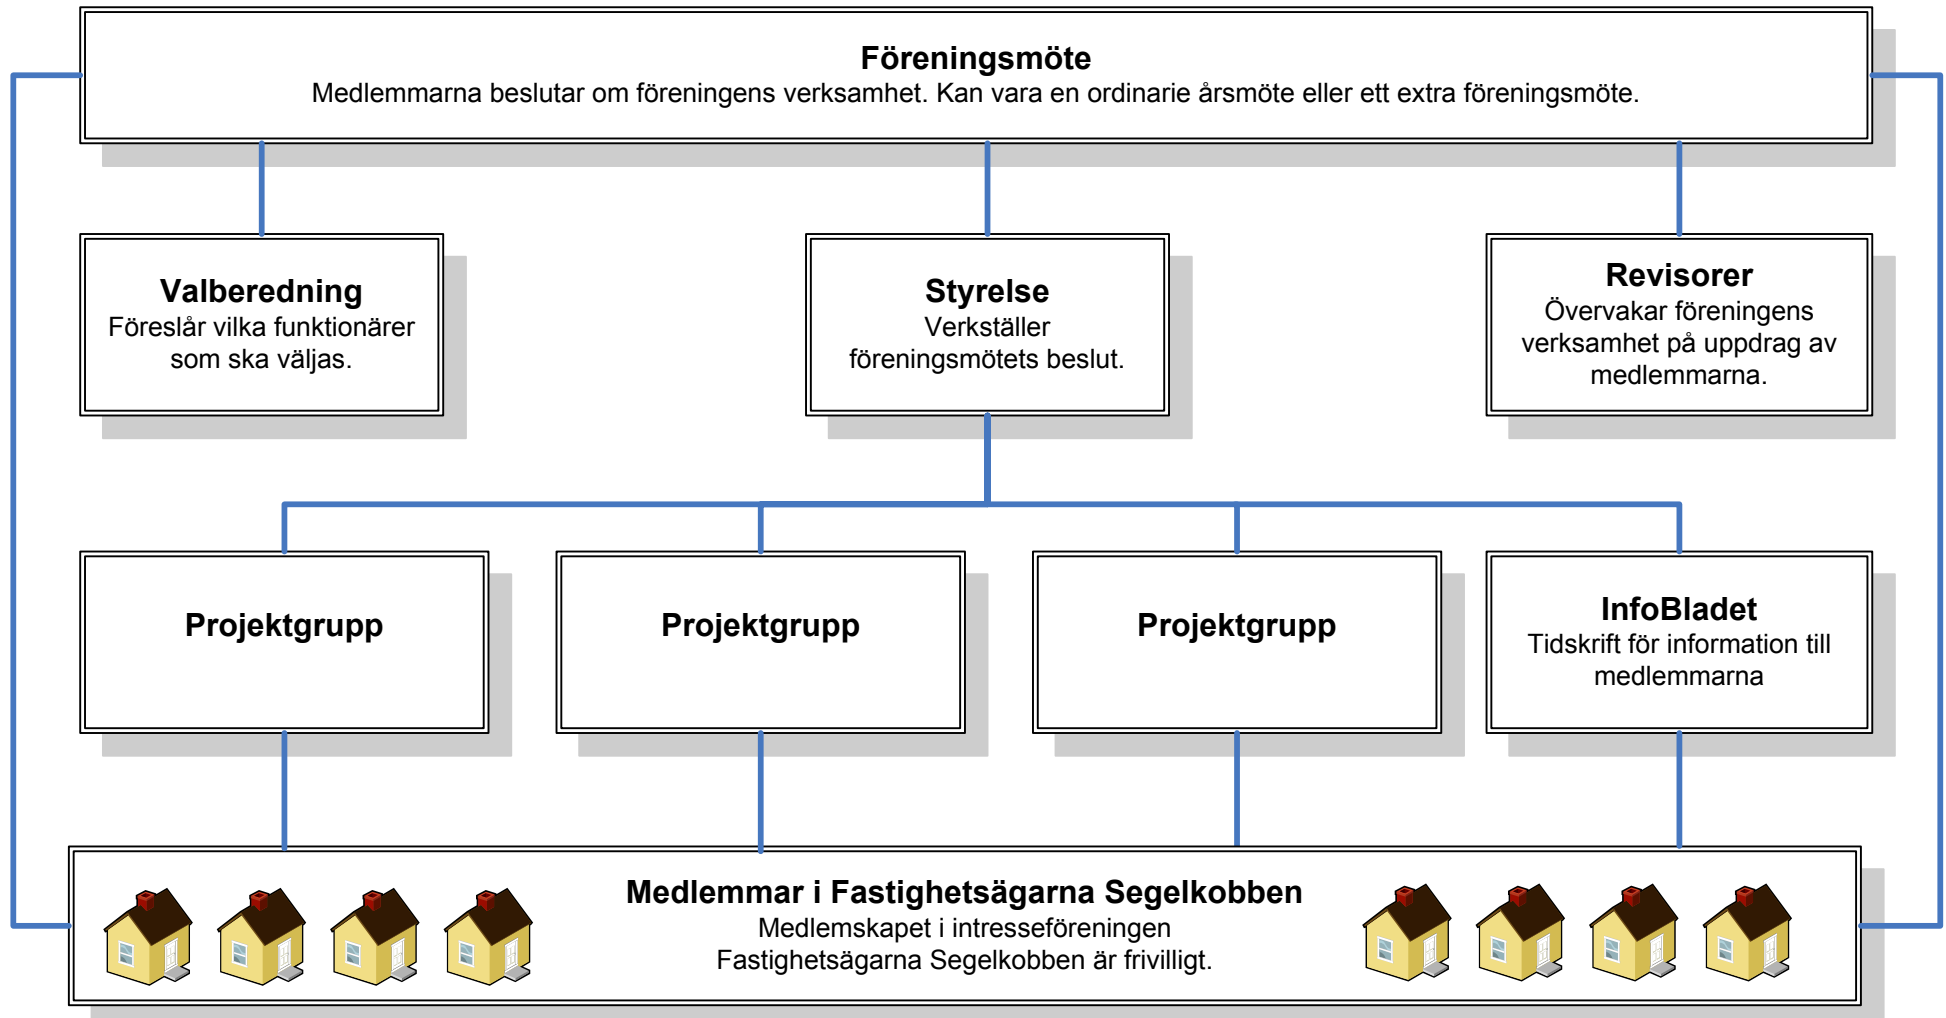 Föreningsmöte
Medlemmarna beslutar om föreningens verksamhet. Kan vara en ordinarie årsmöte eller ett extra föreningsmöte.
Valberedning
Föreslår vilka funktionärer
som ska väljas.
Styrelse
Verkställer
föreningsmötets beslut.
Revisorer
Övervakar föreningens
verksamhet på uppdrag av
medlemmarna.
Projektgrupp
Projektgrupp
Projektgrupp
InfoBladet
Tidskrift för information till
medlemmarna
Medlemmar i Fastighetsägarna Segelkobben
Medlemskapet i intresseföreningen
Fastighetsägarna Segelkobben är frivilligt.